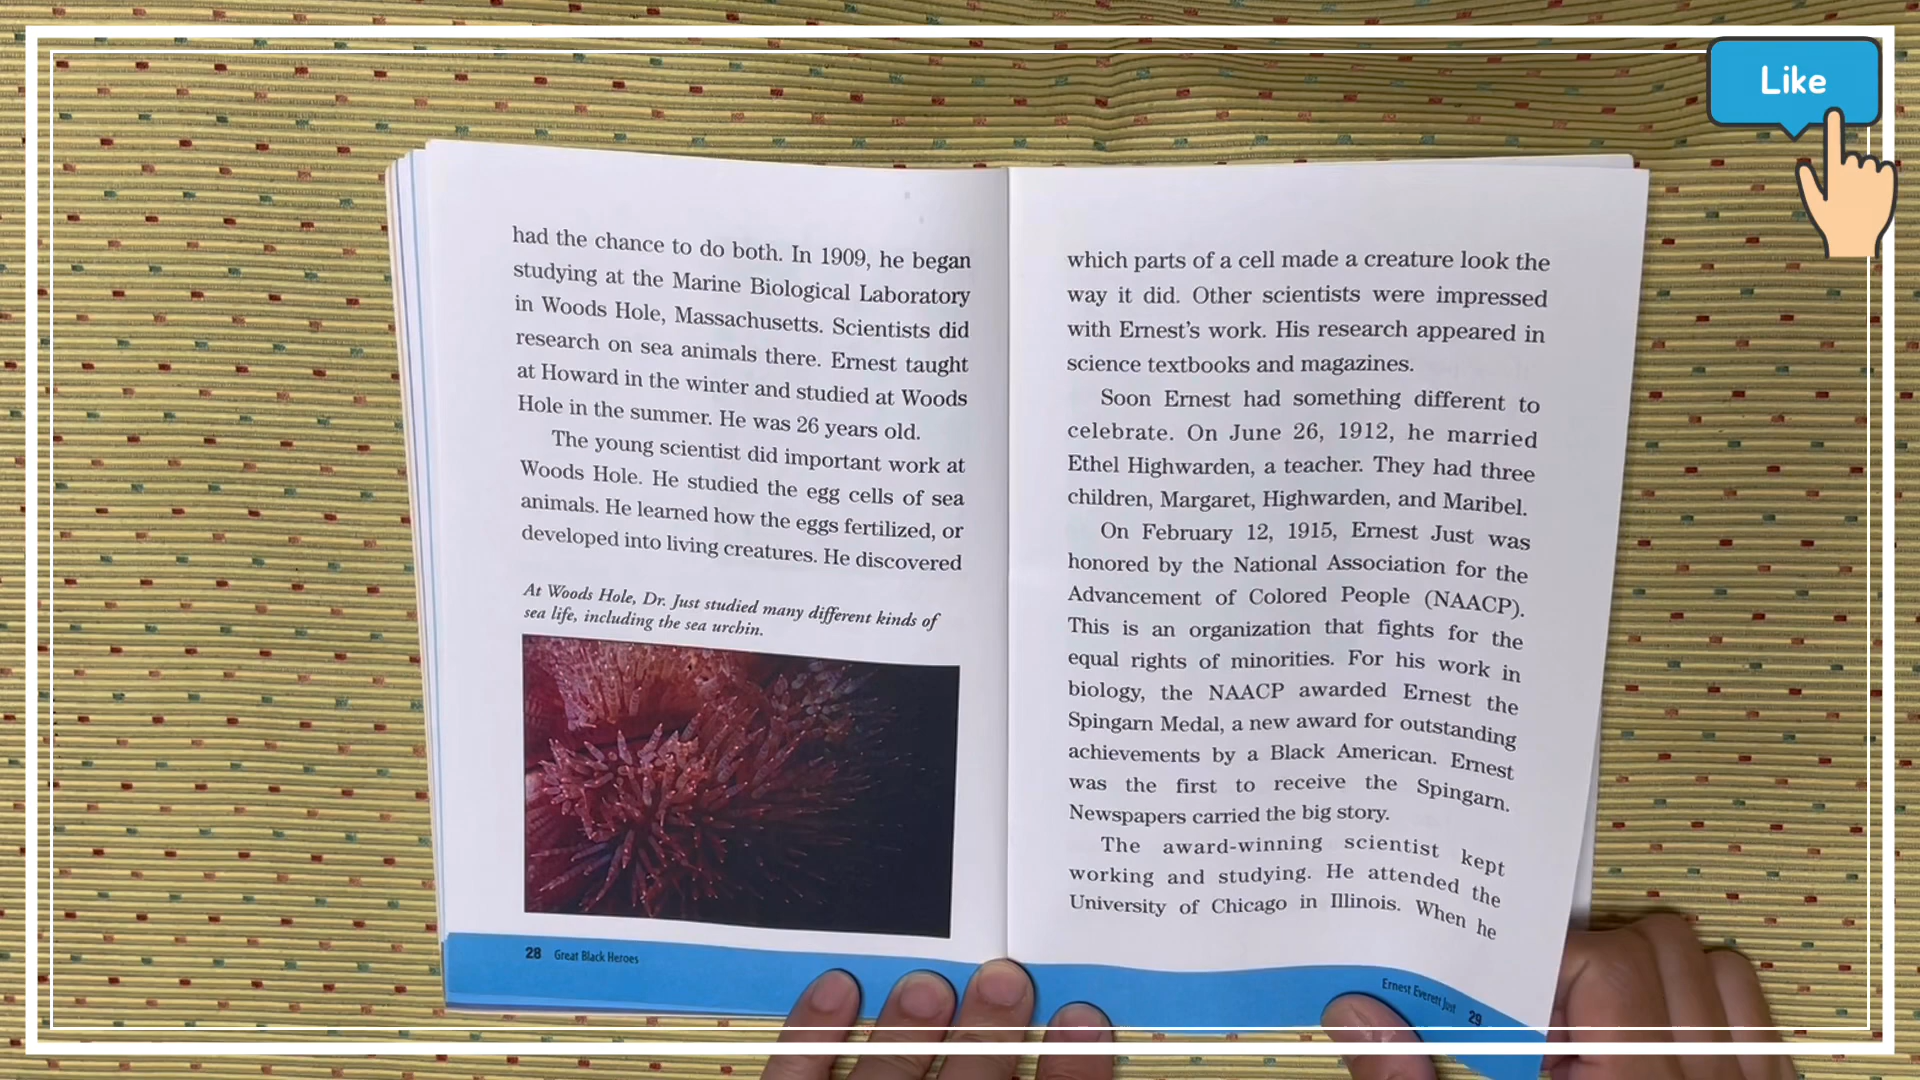 had the chance to do both. In 1909, he began
studying at the Marine Biological Laboratory
in Woods Hole, Massachusetts. Scientists did
research on sea animals there. Ernest taught
at Howard in the winter and studied at Woods
Hole in the summer. He was 26 years old.
The young scientist did important work at
Woods Hole. He studied the egg cells of sea
animals. He learned how the eggs fertilized, or
developed into living creatures. He discovered
At Woods Hole, Dr. Just studied many different kinds of
sea life, including the sea urchin.
28 Great Black Heroes
which parts of a cell made a creature look the
way it did. Other scientists were impressed
with Ernest's work. His research appeared in
science textbooks and magazines.
Soon Ernest had something different to
celebrate. On June 26, 1912, he married
Ethel Highwarden, a teacher. They had three
children, Margaret, Highwarden, and Maribel.
On February 12, 1915, Ernest Just was
honored by the National Association for the
Advancement of Colored People (NAACP).
This is an organization that fights for the
equal rights of minorities. For his work in
biology, the NAACP awarded Ernest the
Spingarn Medal, a new award for outstanding
achievements by a Black American. Ernest
was the first to receive the Spingarn.
Newspapers carried the big story.
The award-winning scientist kept
working and studying. He attended the
University of Chicago in Illinois. When he
Ernest Everett Just 29
Like